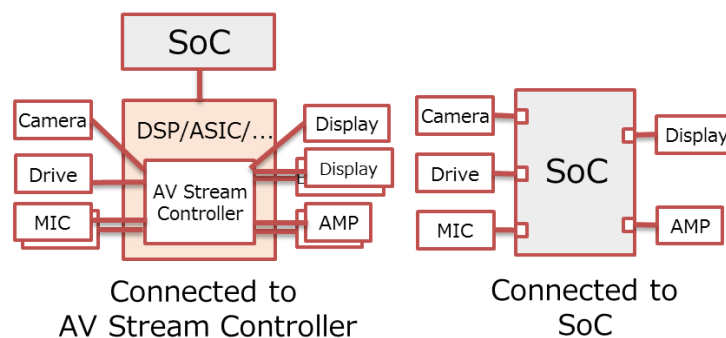 SoC
DSP/ASIC/...
Camera
Drive
MIC
AV Stream
Controller
Display
Display
AMP
Connected to
AV Stream Controller
Camera
Drive
MIC
SoC
Display
AMP
Connected to
SoC